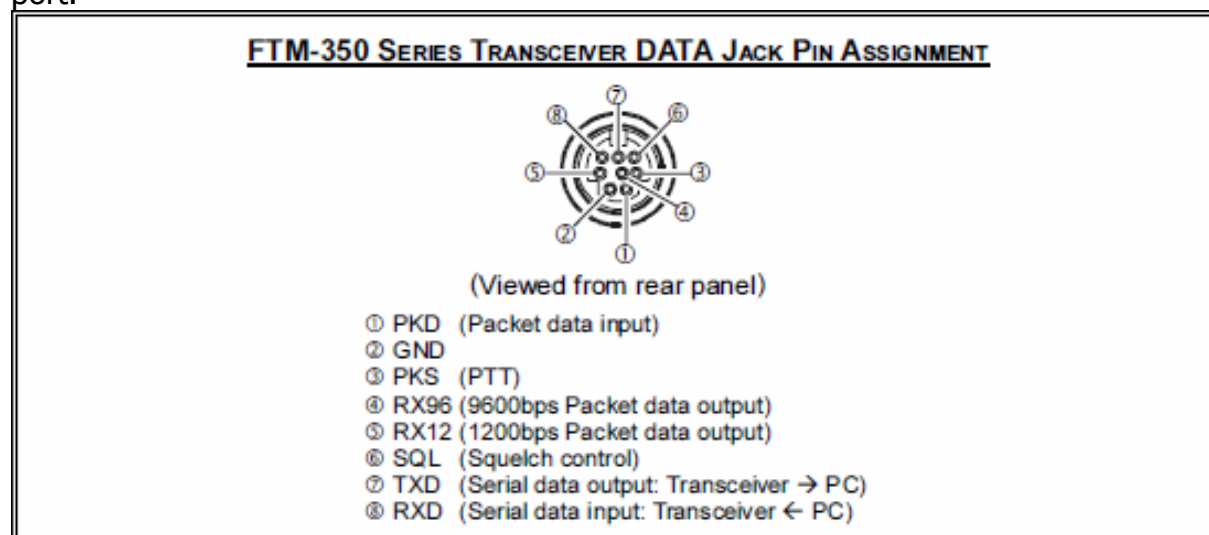 port.
FTM-350 SERIES TRANSCEIVER DATA JACK PIN ASSIGNMENT
⑦
⑧ ⑥
⑤ ③
④
②
①
(Viewed from rear panel)
① PKD (Packet data input)
② GND
③ PKS (PTT)
④ RX96 (9600bps Packet data output)
⑤ RX12 (1200bps Packet data output)
⑥ SQL (Squelch control)
⑦ TXD (Serial data output: Transceiver → PC)
⑧ RXD (Serial data input: Transceiver ← PC)